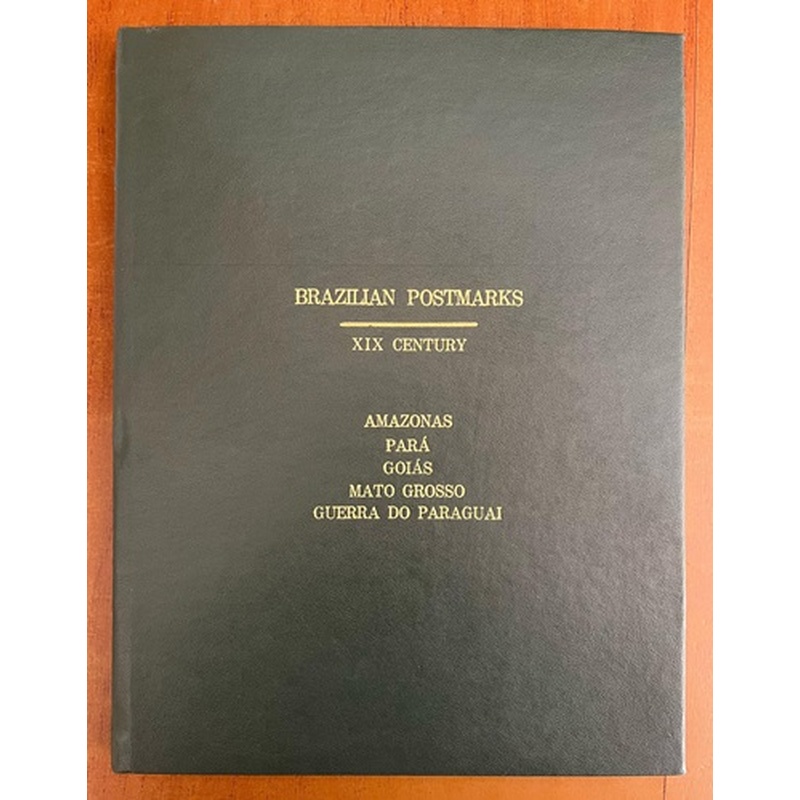 BRAZILIAN POSTMARKS
XIX CENTURY
AMAZONAS
PARÁ
GOIÁS
MATO GROSSO
GUERRA DO PARAGUAI